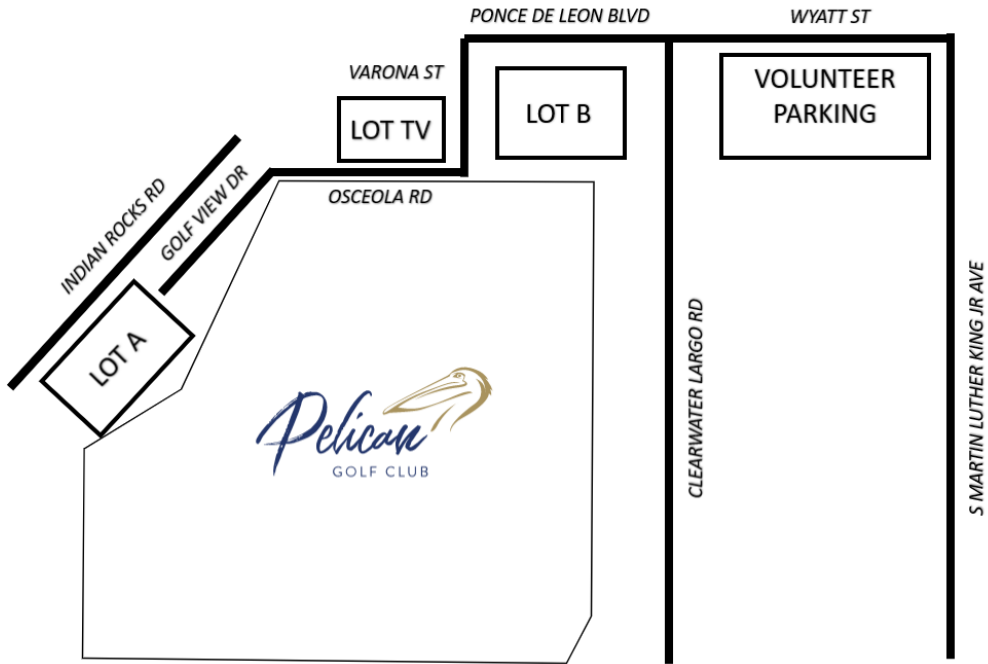 PONCE DE LEON BLVD
WYATT ST
VARONA ST
LOT TV
LOT B
VOLUNTEER
PARKING
INDIAN ROCKS RD
GOLF VIEW DR
OSCEOLA RD
LOT A
Pelican
GOLF CLUB
CLEARWATER LARGO RD
S MARTIN LUTHER KING JR AVE